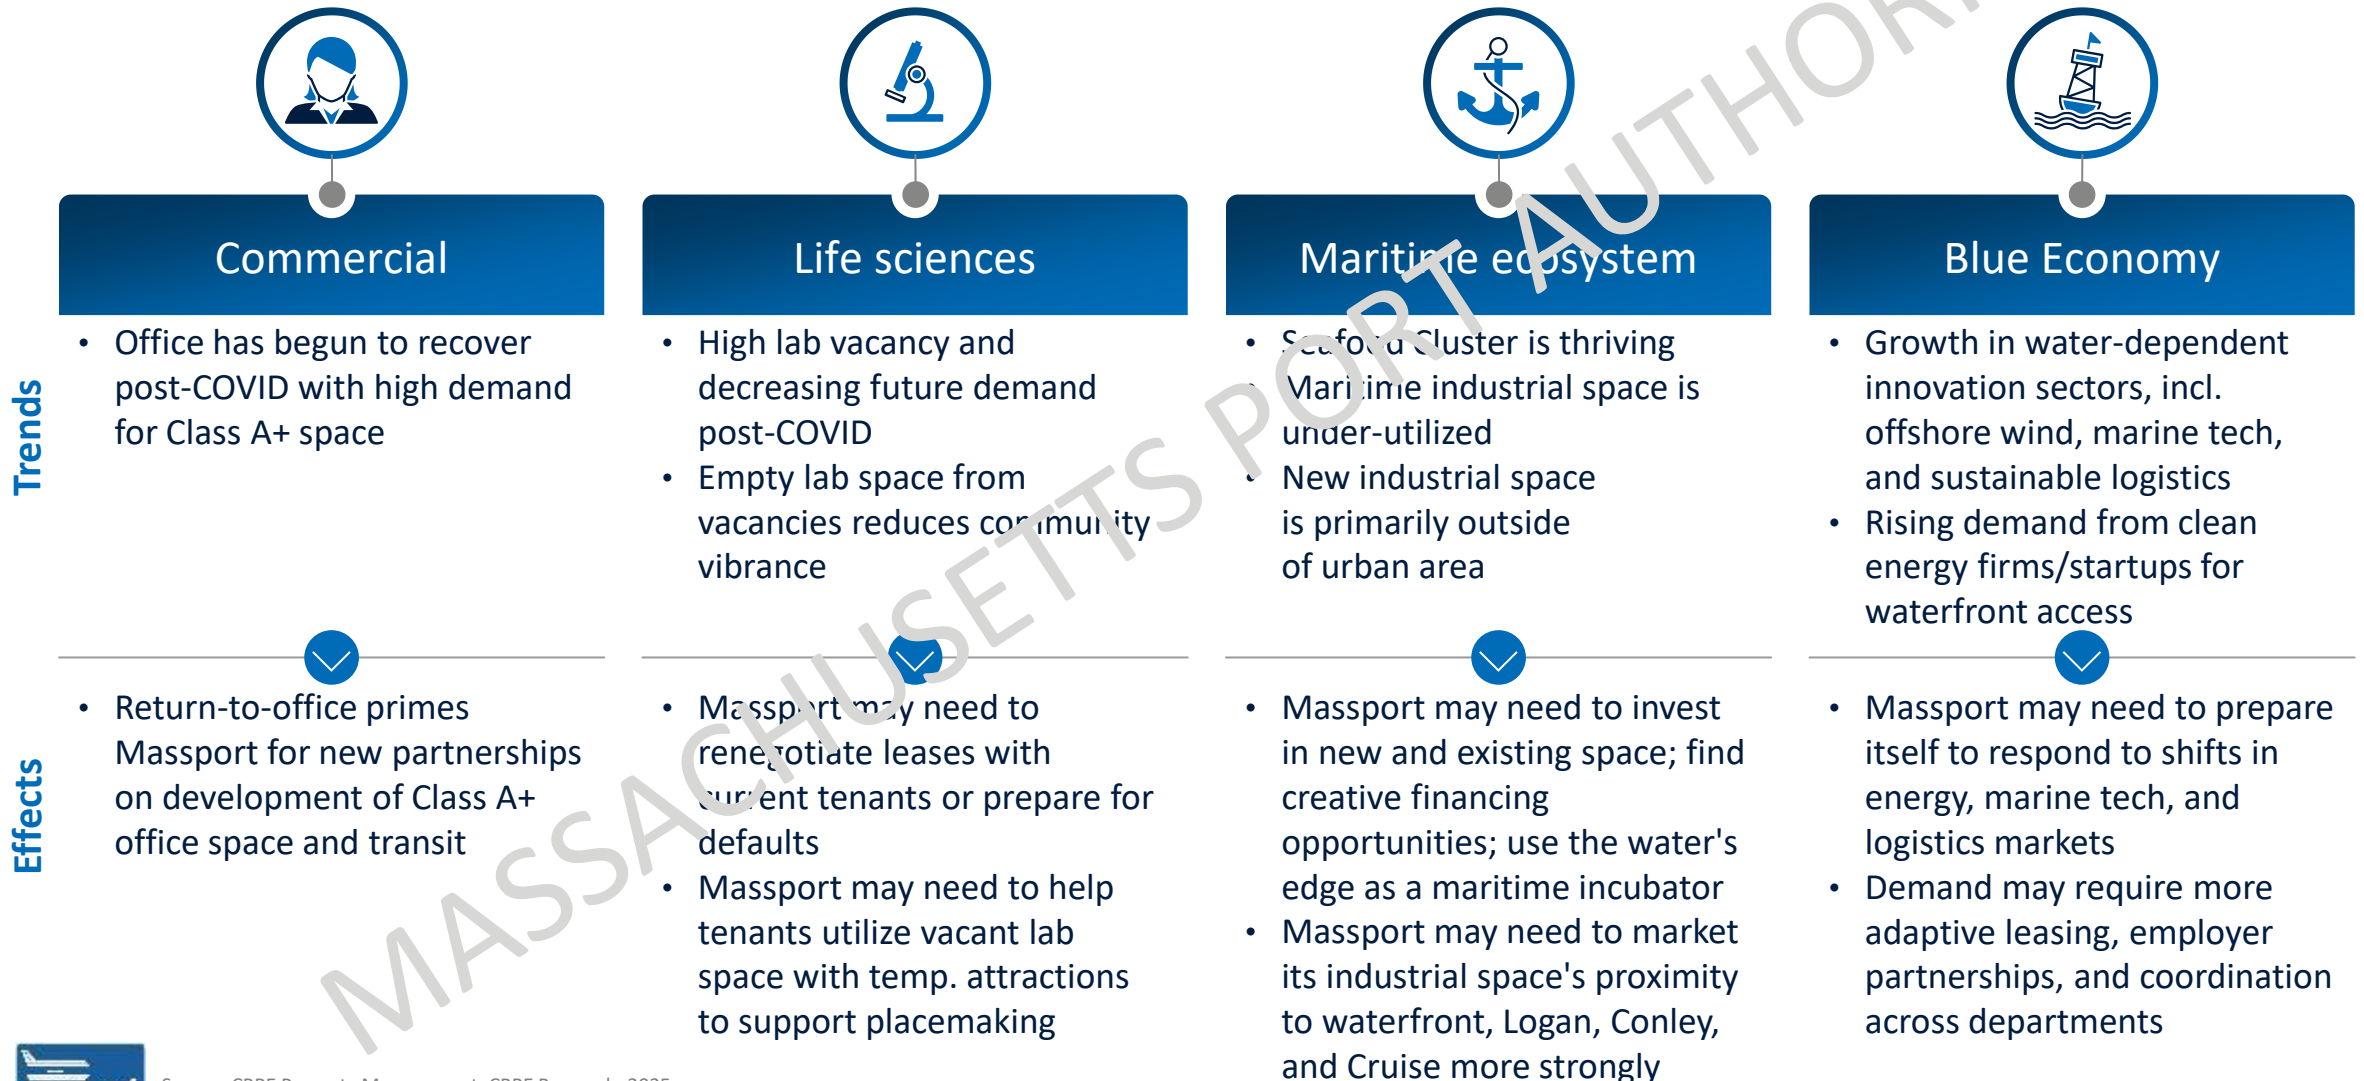 Commercial
Life sciences
Maritime ecosystem
Blue Economy
Trends
• Office has begun to recover
post-COVID with high demand
for Class A+ space
• High lab vacancy and
decreasing future demand
post-COVID
• Empty lab space from
vacancies reduces community
vibrance
• Seafood Cluster is thriving
• Maritime industrial space is
under-utilized
• New industrial space
is primarily outside
of urban area
• Growth in water-dependent
innovation sectors, incl.
offshore wind, marine tech,
and sustainable logistics
• Rising demand from clean
energy firms/startups for
waterfront access
Effects
• Return-to-office primes
Massport for new partnerships
on development of Class A+
office space and transit
• Massport may need to
renegotiate leases with
current tenants or prepare for
defaults
• Massport may need to help
tenants utilize vacant lab
space with temp. attractions
to support placemaking
• Massport may need to invest
in new and existing space; find
creative financing
opportunities; use the water's
edge as a maritime incubator
• Massport may need to market
its industrial space's proximity
to waterfront, Logan, Conley,
and Cruise more strongly
• Massport may need to prepare
itself to respond to shifts in
energy, marine tech, and
logistics markets
• Demand may require more
adaptive leasing, employer
partnerships, and coordination
across departments
MASSACHUSETTS PORT AUTHOR